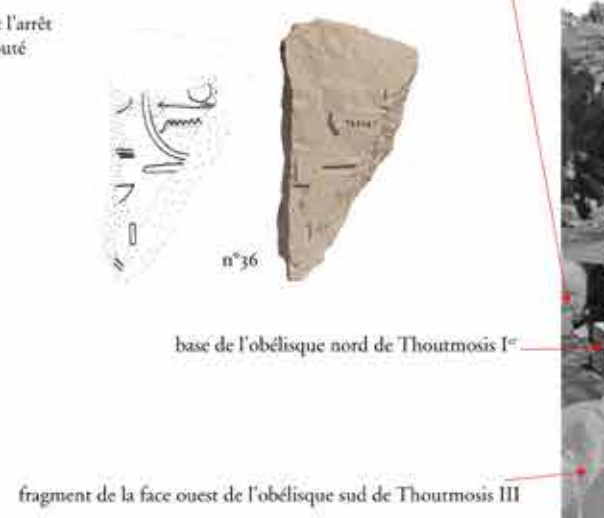 l'arrêt
n°36
base de l'obélisque nord de Thoutmosis Iᵉʳ
fragment de la face ouest de l'obélisque sud de Thoutmosis III